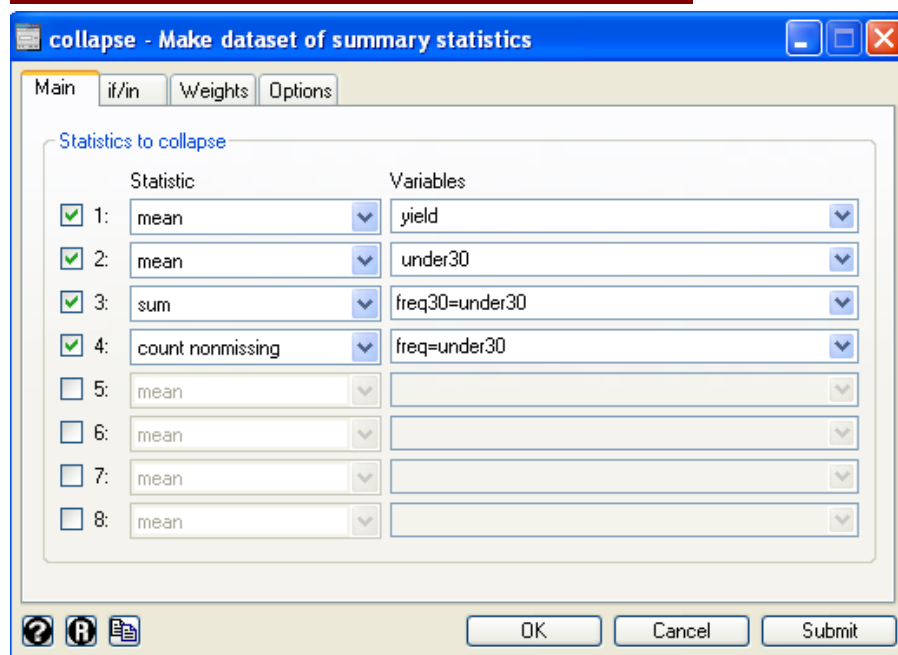 collapse - Make dataset of summary statistics
Main if/in Weights Options
Statistics to collapse
Statistic Variables
1: mean yield
2: mean under30
3: sum freq30=under30
4: count nonmissing freq=under30
5: mean
6: mean
7: mean
8: mean
? R OK Cancel Submit